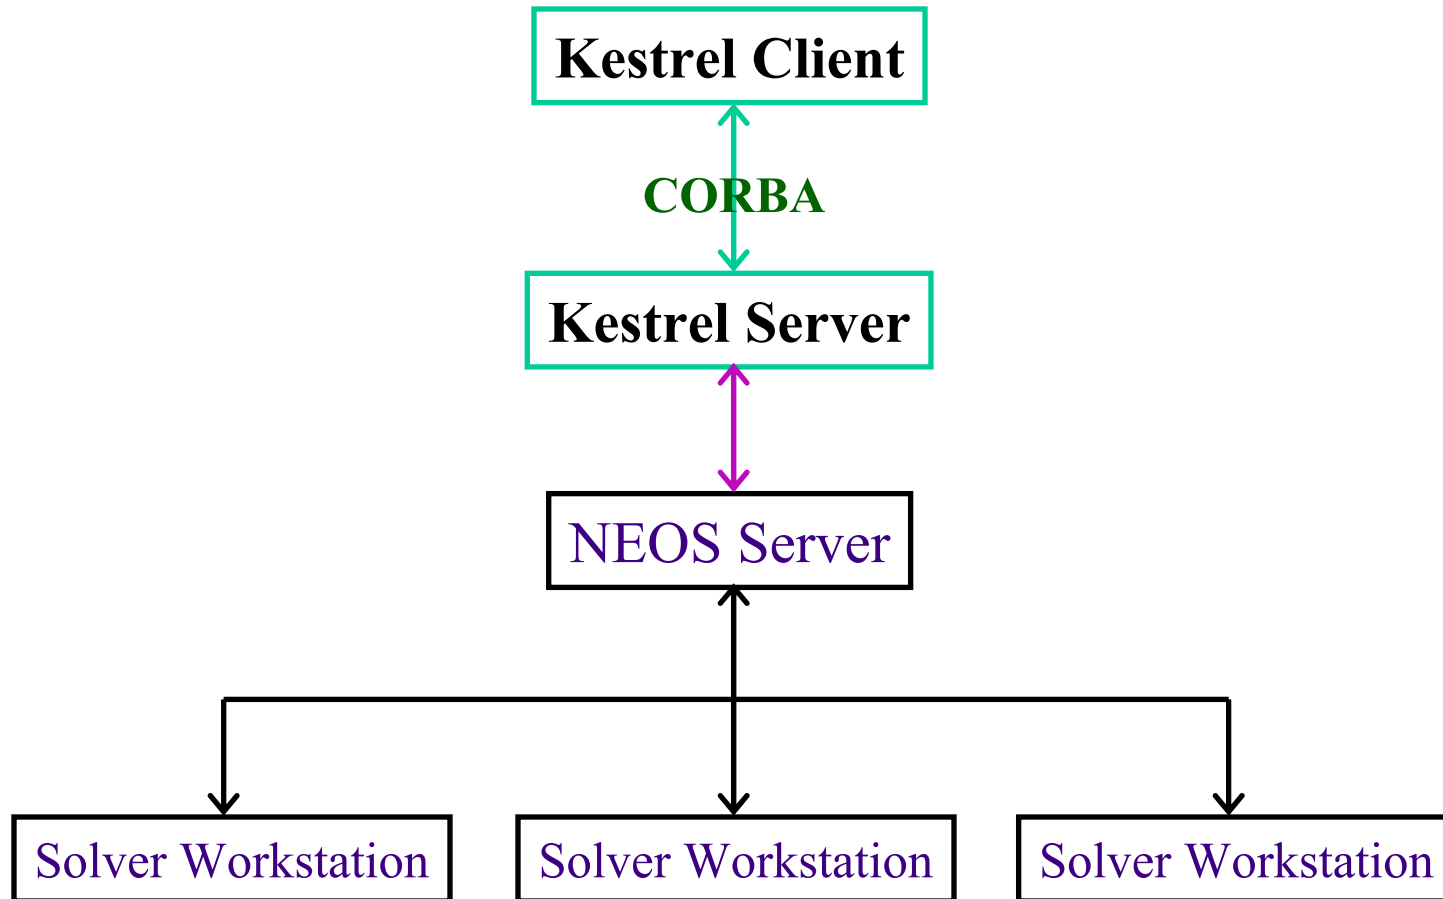 Kestrel Client
CORBA
Kestrel Server
NEOS Server
Solver Workstation
Solver Workstation
Solver Workstation